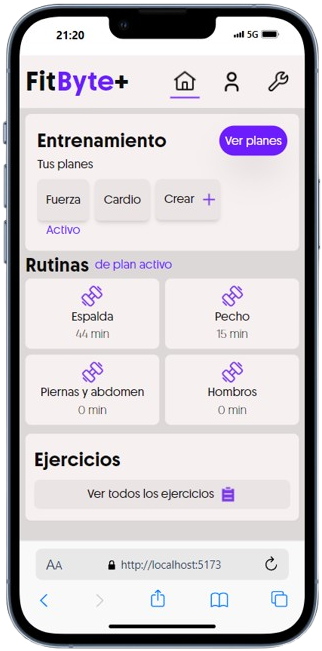 21:20
5G
FitByte+
Entrenamiento
Ver planes
Tus planes
Fuerza
Cardio
Crear +
Activo
Rutinas de plan activo
Espalda
44 min
Pecho
15 min
Piernas y abdomen
0 min
Hombros
0 min
Ejercicios
Ver todos los ejercicios
AA http://localhost:5173